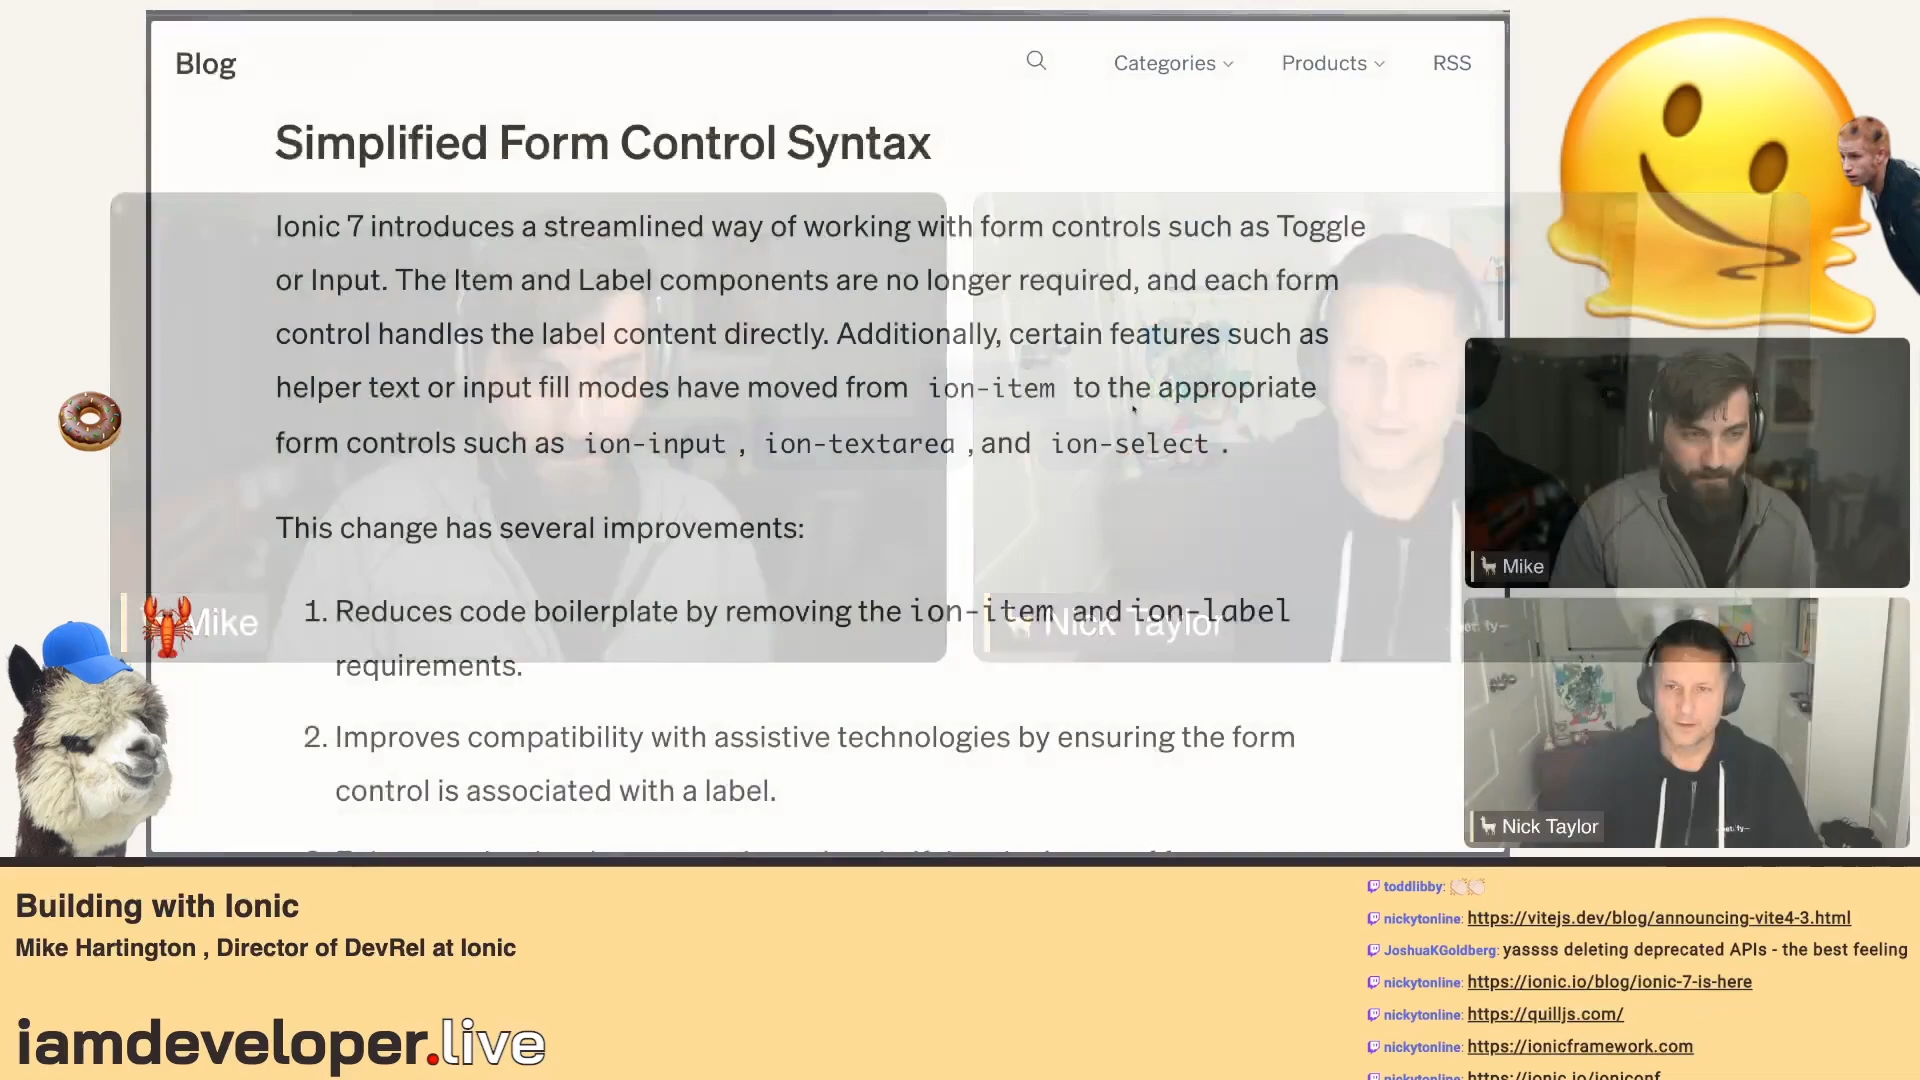 Blog
Categories
Products
RSS
Simplified Form Control Syntax
Ionic 7 introduces a streamlined way of working with form controls such as Toggle
or Input. The Item and Label components are no longer required, and each form
control handles the label content directly. Additionally, certain features such as
helper text or input fill modes have moved from ion-item to the appropriate
form controls such as ion-input , ion-textarea , and ion-select .
This change has several improvements:
1. Reduces code boilerplate by removing the ion-item and ion-label
requirements.
2. Improves compatibility with assistive technologies by ensuring the form
control is associated with a label.
Mike
Nick Taylor
Mike
Nick Taylor
Building with Ionic
Mike Hartington , Director of DevRel at Ionic
iamdeveloper.live
toddlibby:
nickytonline: https://vitejs.dev/blog/announcing-vite4-3.html
JoshuaKGoldberg: yassss deleting deprecated APIs - the best feeling
nickytonline: https://ionic.io/blog/ionic-7-is-here
nickytonline: https://quilljs.com/
nickytonline: https://ionicframework.com
nickytonline: https://ionic.io/ioniconf